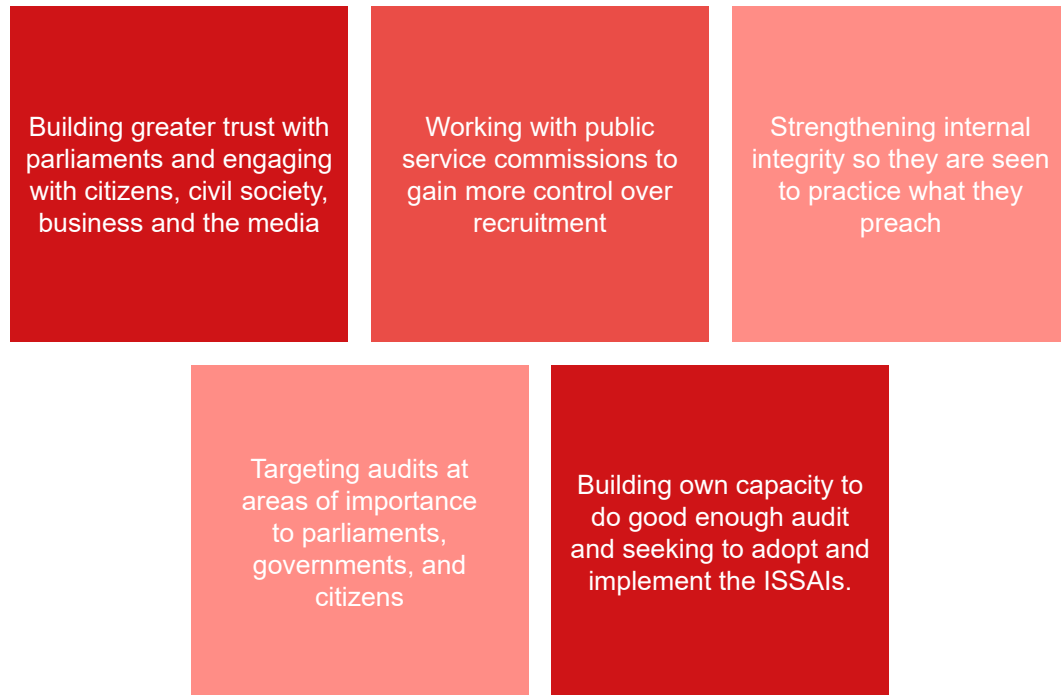 Building greater trust with
parliaments and engaging
with citizens, civil society,
business and the media
Working with public
service commissions to
gain more control over
recruitment
Strengthening internal
integrity so they are seen
to practice what they
preach
Targeting audits at
areas of importance
to parliaments,
governments, and
citizens
Building own capacity to
do good enough audit
and seeking to adopt and
implement the ISSAIs.